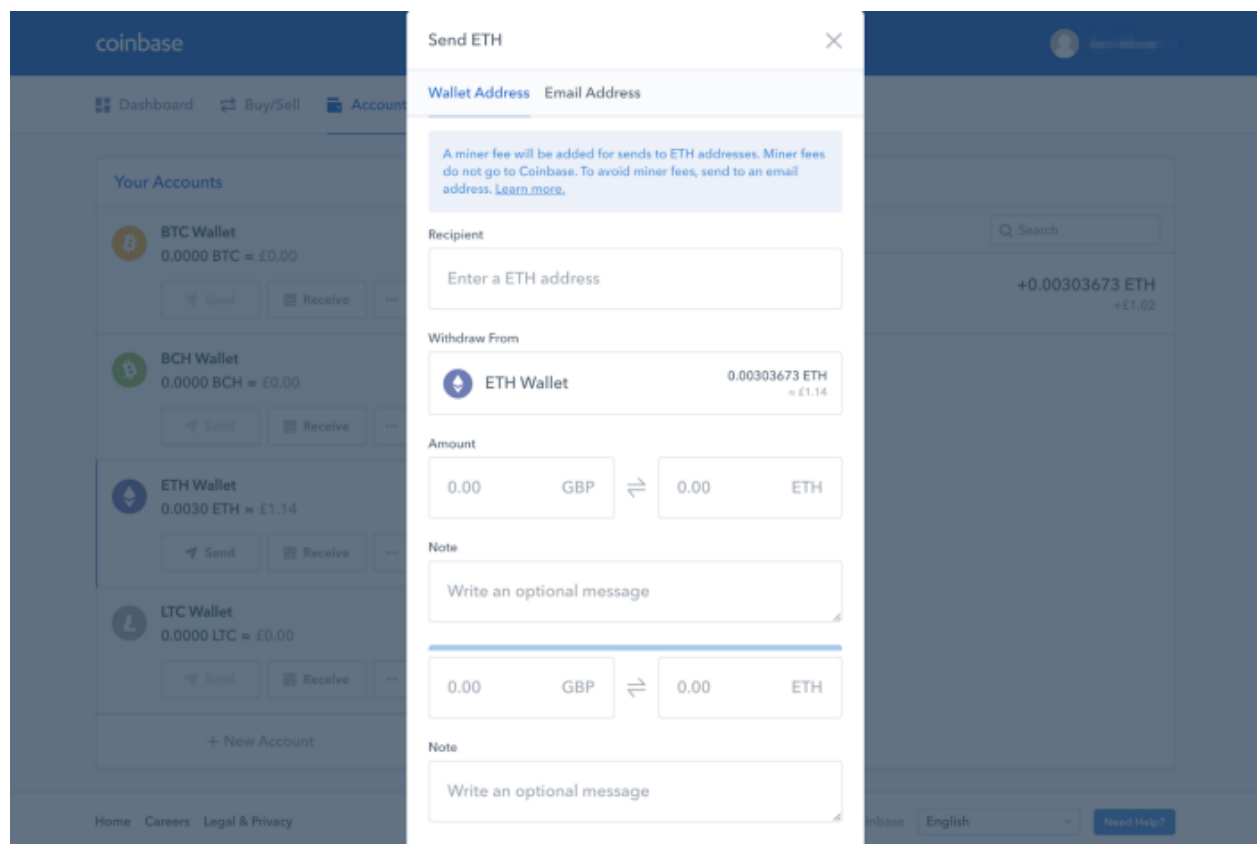 coinbase
Dashboard
Buy/Sell
Account
Your Accounts
BTC Wallet
0.0000 BTC ≈ £0.00
Send
Receive
BCH Wallet
0.0000 BCH ≈ £0.00
Send
Receive
ETH Wallet
0.0030 ETH ≈ £1.14
Send
Receive
LTC Wallet
0.0000 LTC ≈ £0.00
Send
Receive
+ New Account
Send ETH
Wallet Address Email Address
A miner fee will be added for sends to ETH addresses. Miner fees
do not go to Coinbase. To avoid miner fees, send to an email
address. Learn more.
Recipient
Enter a ETH address
Withdraw From
ETH Wallet
0.00303673 ETH
≈ £1.14
Amount
0.00 GBP 0.00 ETH
Note
Write an optional message
0.00 GBP 0.00 ETH
Note
Write an optional message
Search
+0.00303673 ETH
+£1.02
Home Careers Legal & Privacy
inbase
English
Need Help?